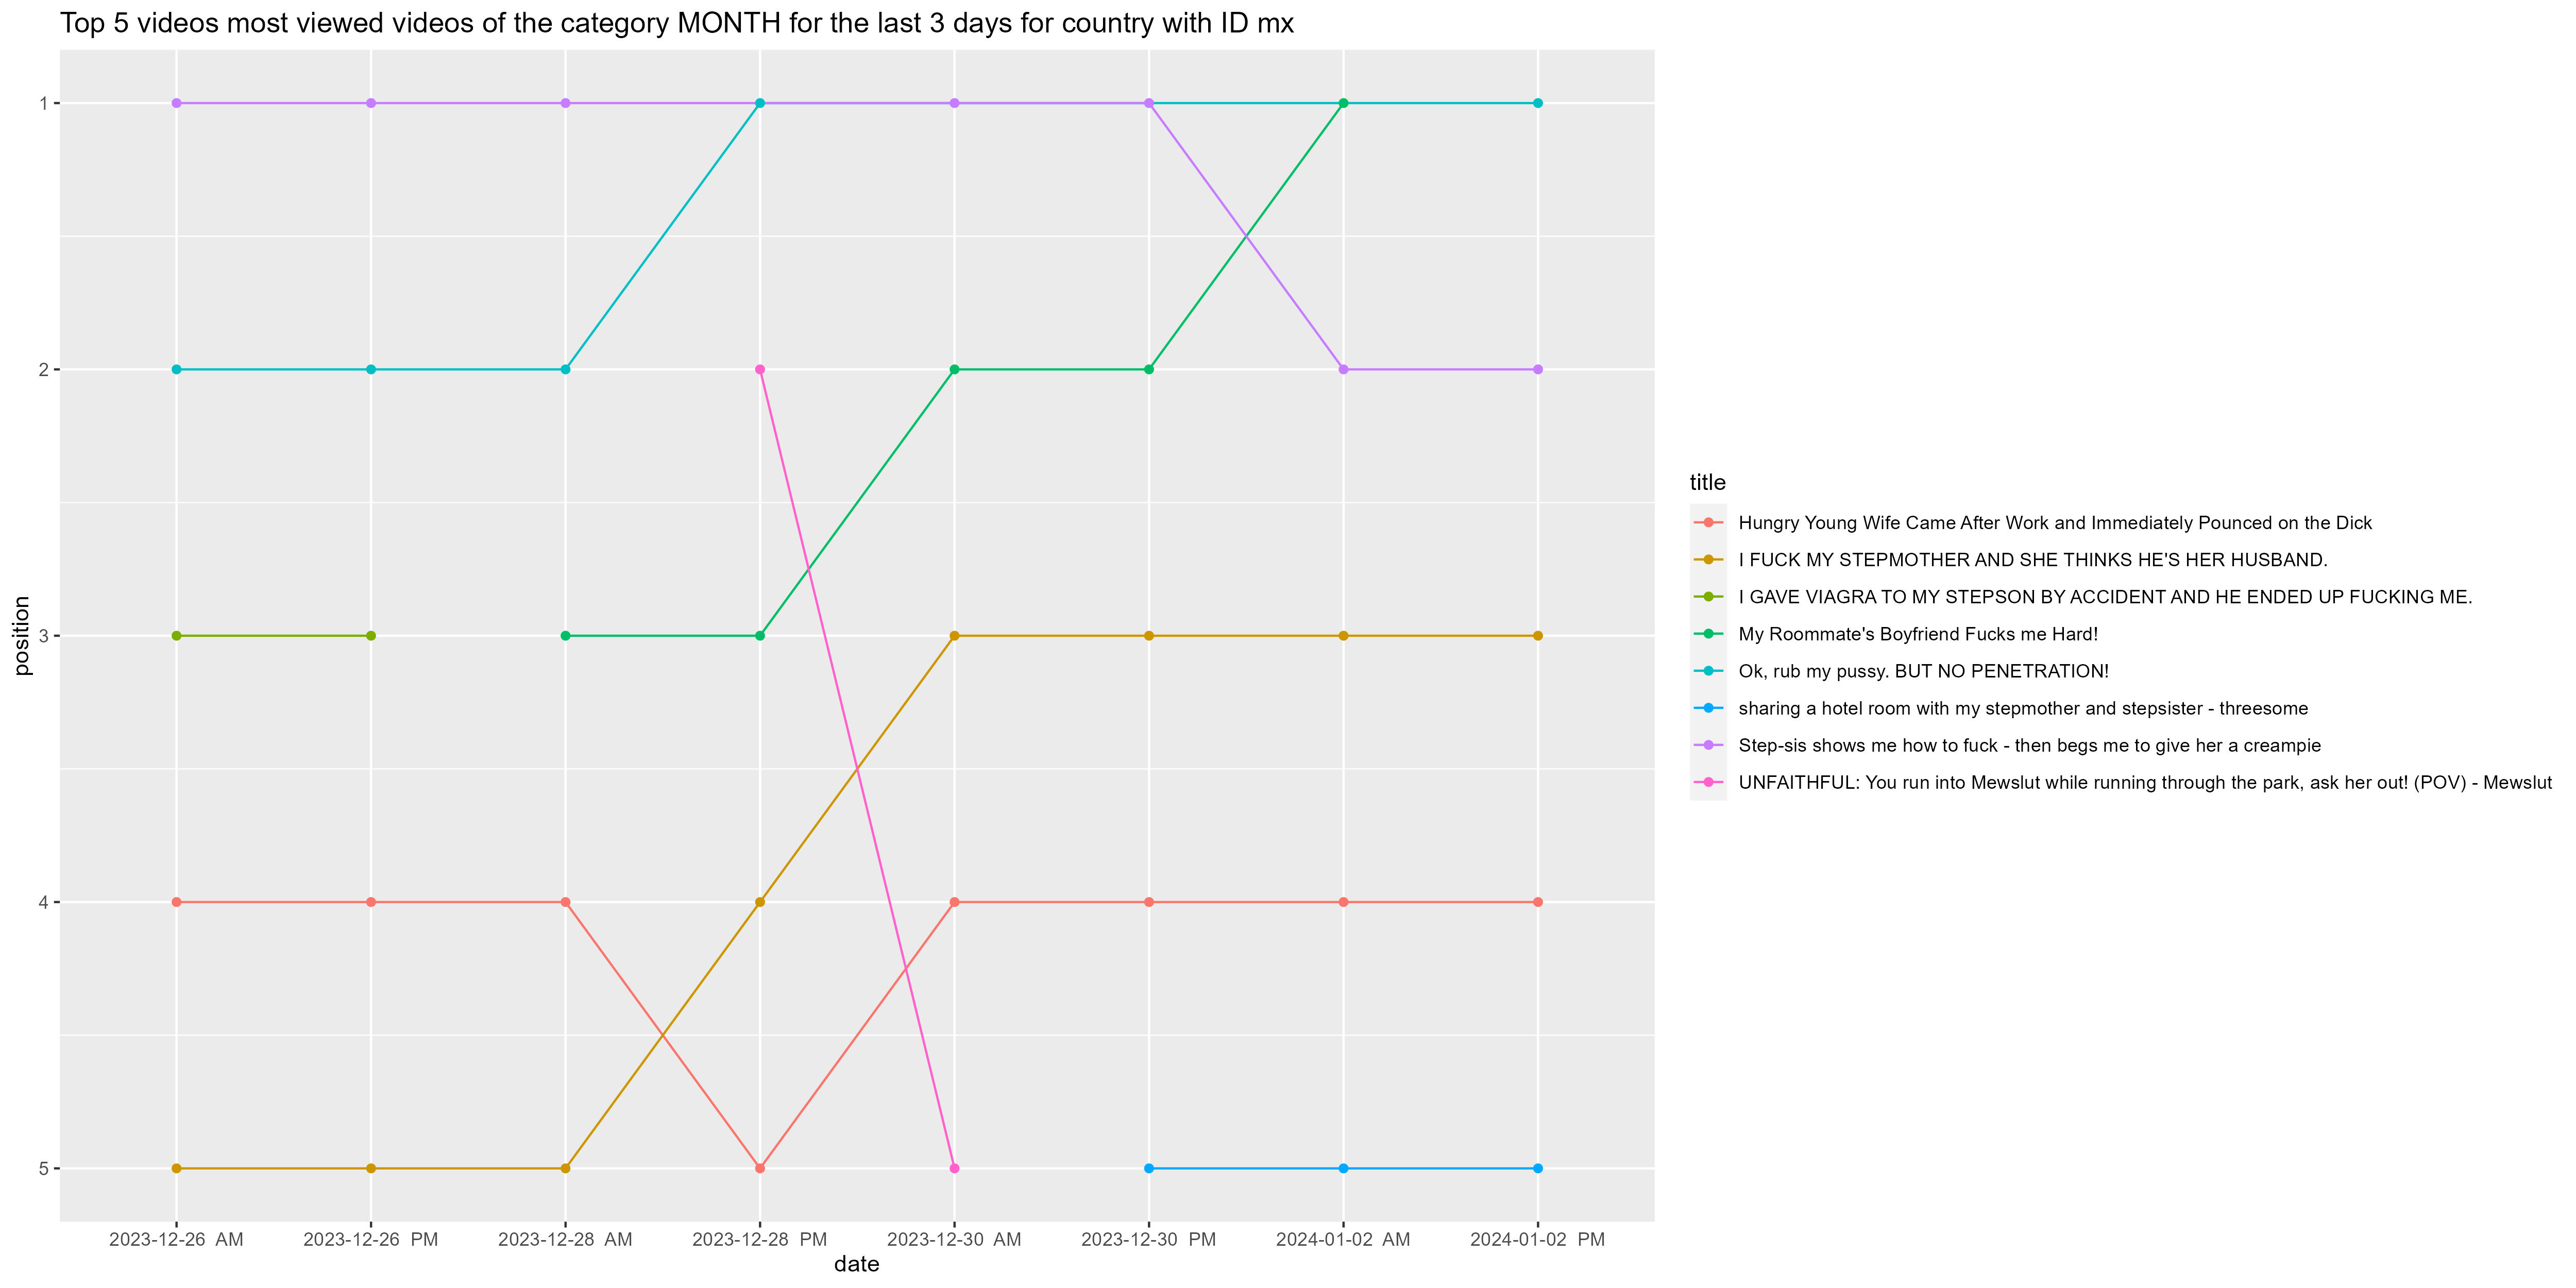 Top 5 videos most viewed videos of the category MONTH for the last 3 days for country with ID mx
position
1
2
3
4
5
2023-12-26 AM
2023-12-26 PM
2023-12-28 AM
2023-12-28 PM
2023-12-30 AM
2023-12-30 PM
2024-01-02 AM
2024-01-02 PM
date
title
Hungry Young Wife Came After Work and Immediately Pounced on the Dick
I FUCK MY STEPMOTHER AND SHE THINKS HE'S HER HUSBAND.
I GAVE VIAGRA TO MY STEPSON BY ACCIDENT AND HE ENDED UP FUCKING ME.
My Roommate's Boyfriend Fucks me Hard!
Ok, rub my pussy. BUT NO PENETRATION!
sharing a hotel room with my stepmother and stepsister - threesome
Step-sis shows me how to fuck - then begs me to give her a creampie
UNFAITHFUL: You run into Mewslut while running through the park, ask her out! (POV) - Mewslut